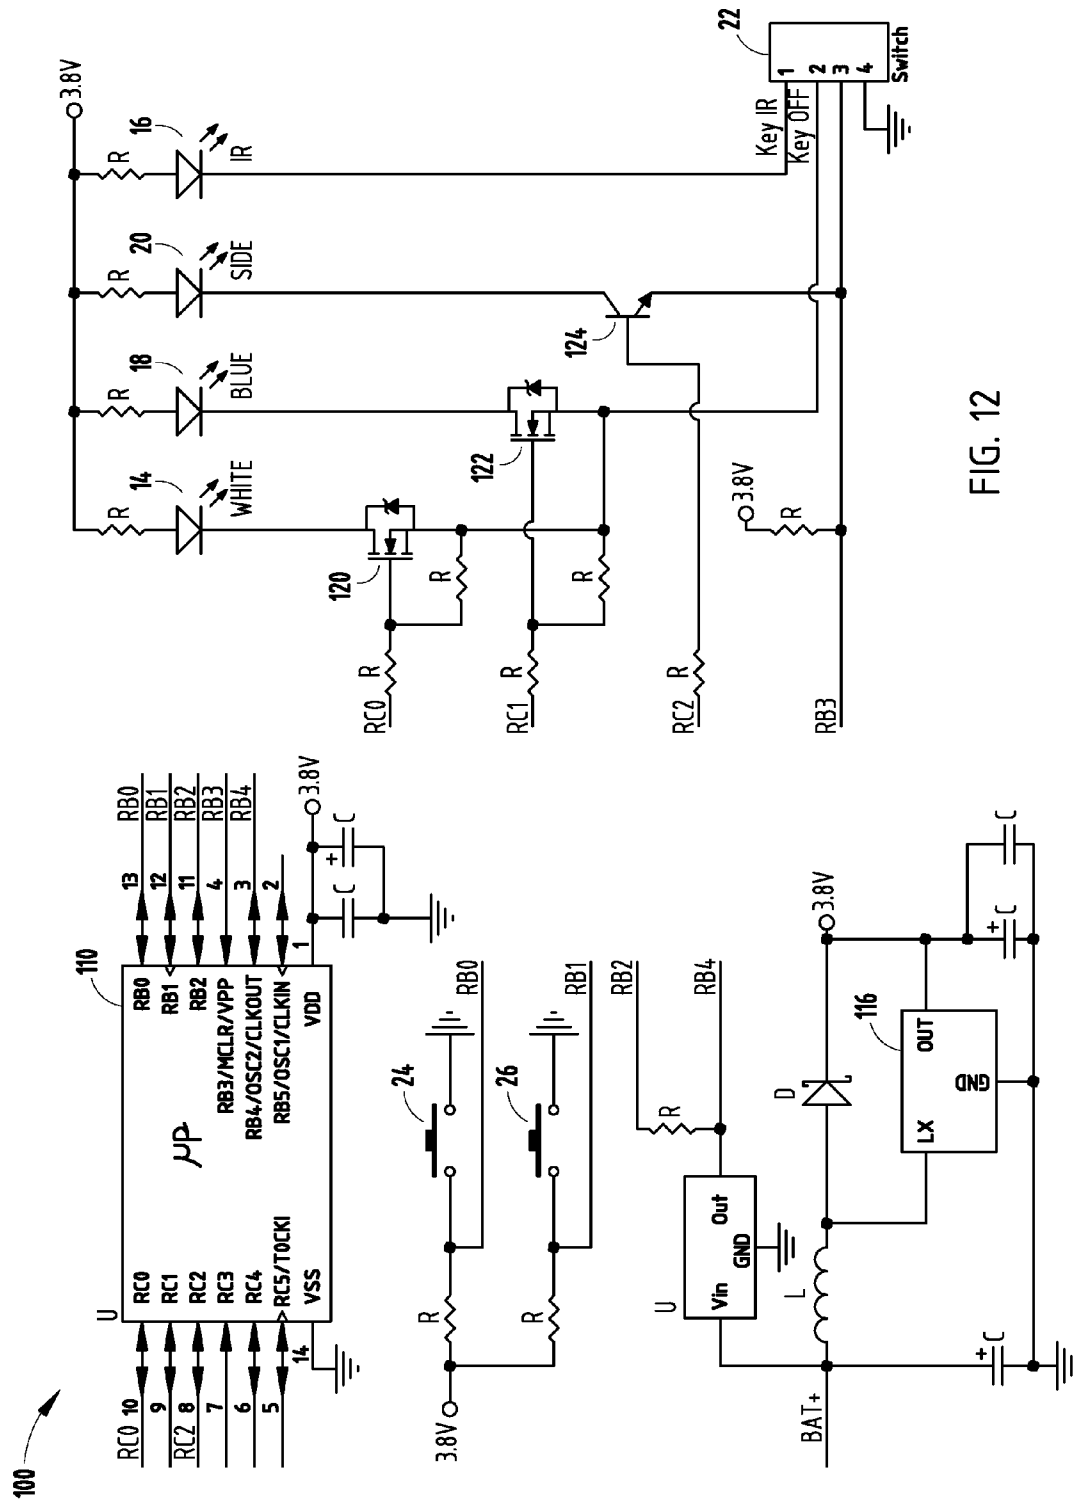 100
U
110
µP
RC0
RC1
RC2
RC3
RC4
RC5/T0CKI
VSS
RB0
RB1
RB2
RB3/MCLR/VPP
RB4/OSC2/CLKOUT
RB5/OSC1/CLKIN
VDD
RC0 10
9
RC2 8
7
6
5
14
13 RB0
12 RB1
11 RB2
4 RB3
3 RB4
2
1
3.8V
C
+ C
3.8V
R
24
RB0
R
26
RB1
U
Vin
Out
GND
R
RB2
RB4
BAT+
L
D
3.8V
116
LX
OUT
GND
+ C
+ C
C
3.8V
R
14
WHITE
R
18
BLUE
R
20
SIDE
R
16
IR
RC0
R
120
R
RC1
R
122
R
RC2
R
124
RB3
3.8V
R
Key IR
Key OFF
22
1
2
3
4
Switch
FIG. 12